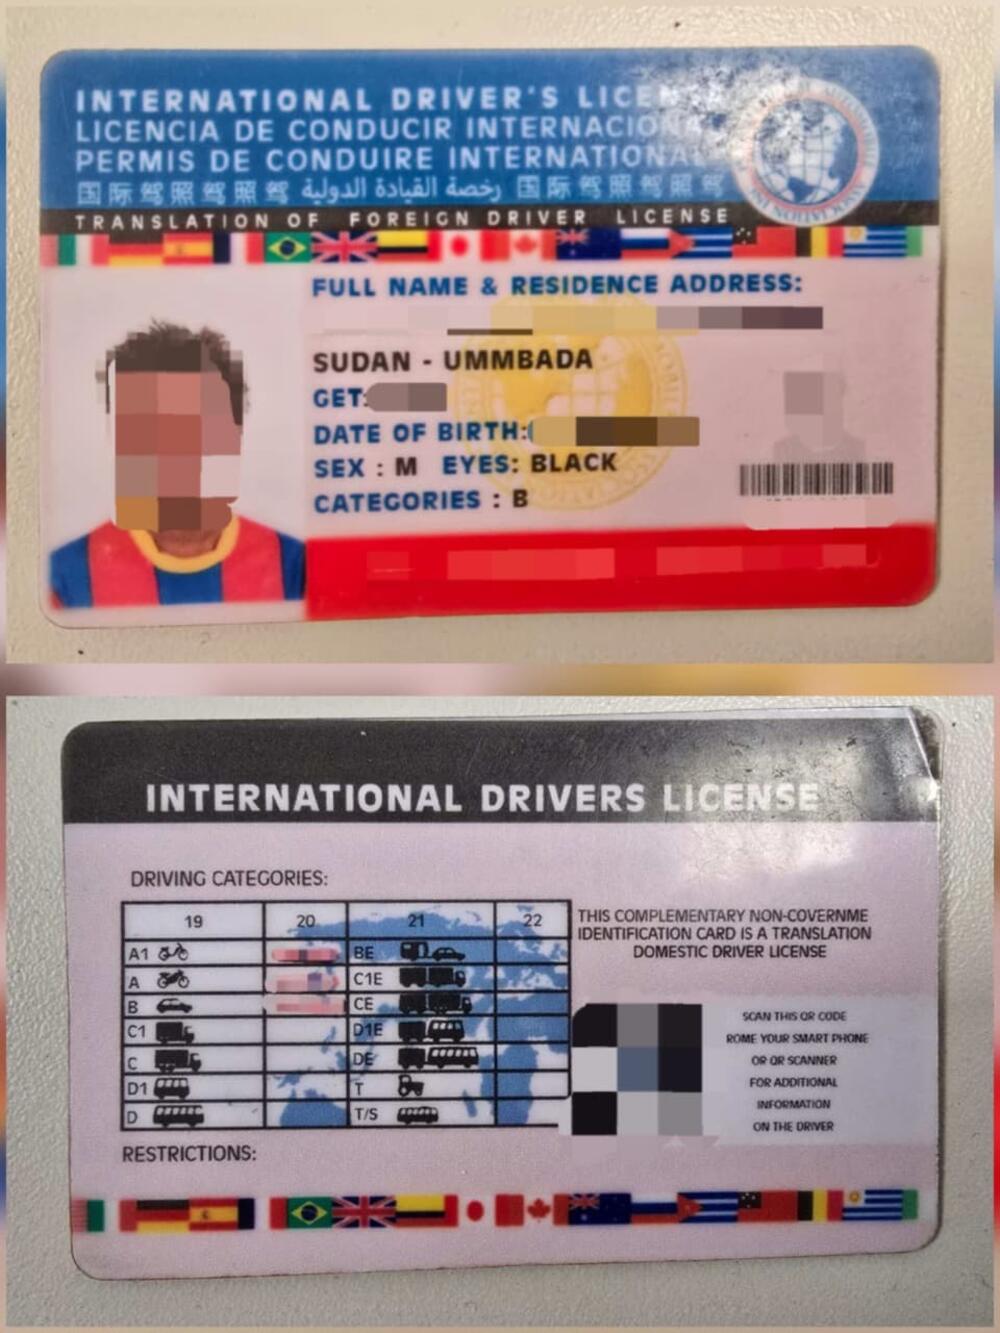 INTERNATIONAL DRIVER'S LICEN
LICENCIA DE CONDUCIR INTERNACIONA
PERMIS DE CONDUIRE INTERNATIONAL
国际驾照驾照驾 رخصة القيادة الدولية 国际驾照驾照驾
TRANSLATION OF FOREIGN DRIVER LICENSE
FULL NAME & RESIDENCE ADDRESS:
SUDAN - UMMBADA
GET:
DATE OF BIRTH:
SEX : M EYES: BLACK
CATEGORIES : B
INTERNATIONAL DRIVERS LICENSE
DRIVING CATEGORIES:
19 20 21 22
A1 BE
A C1E
B CE
C1 D1E
C DE
D1 T
D T/S
RESTRICTIONS:
THIS COMPLEMENTARY NON-COVERNME
IDENTIFICATION CARD IS A TRANSLATION
DOMESTIC DRIVER LICENSE
SCAN THIS QR CODE
ROME YOUR SMART PHONE
OR QR SCANNER
FOR ADDITIONAL
INFORMATION
ON THE DRIVER